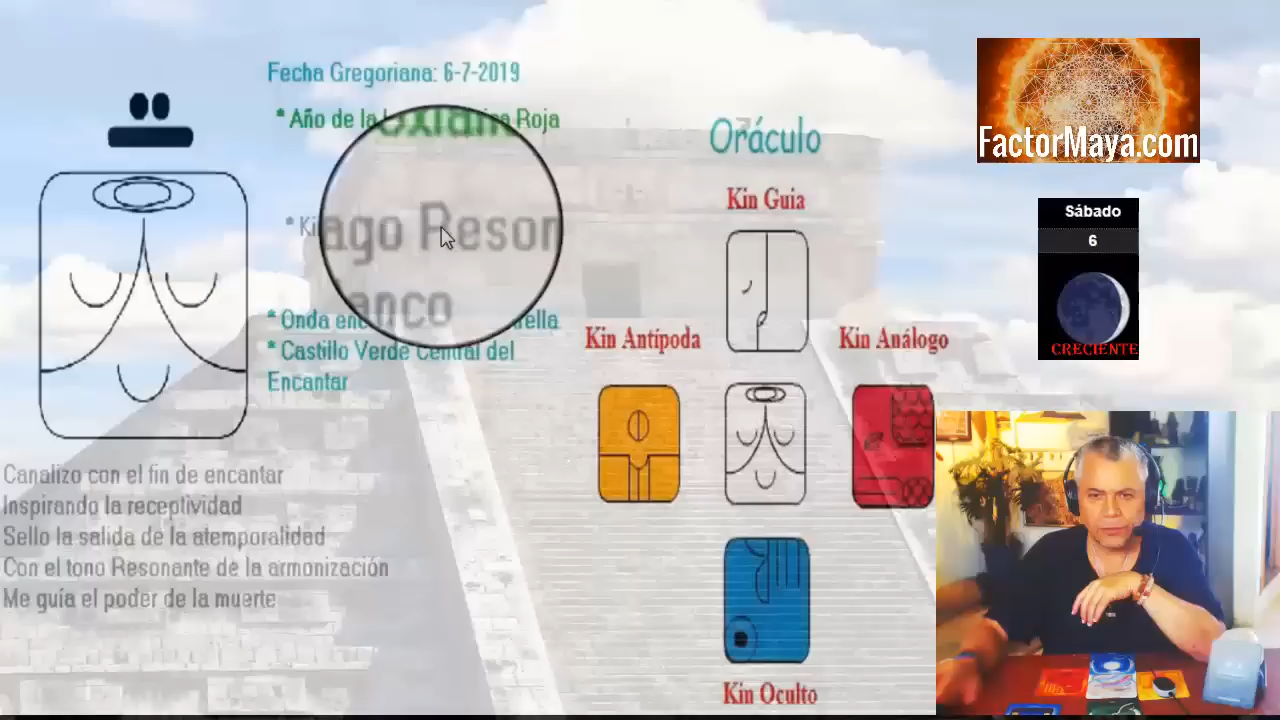 Fecha Gregoriana: 6-7-2019
* Año de la Roja
* Ki ago Reson
anco
* Onda enc rella
* Castillo Verde Central del
Encantar
Canalizo con el fin de encantar
Inspirando la receptividad
Sello la salida de la atemporalidad
Con el tono Resonante de la armonización
Me guía el poder de la muerte
Oráculo
Kin Guia
Kin Antípoda
Kin Análogo
Kin Oculto
FactorMaya.com
Sábado
6
CRECIENTE